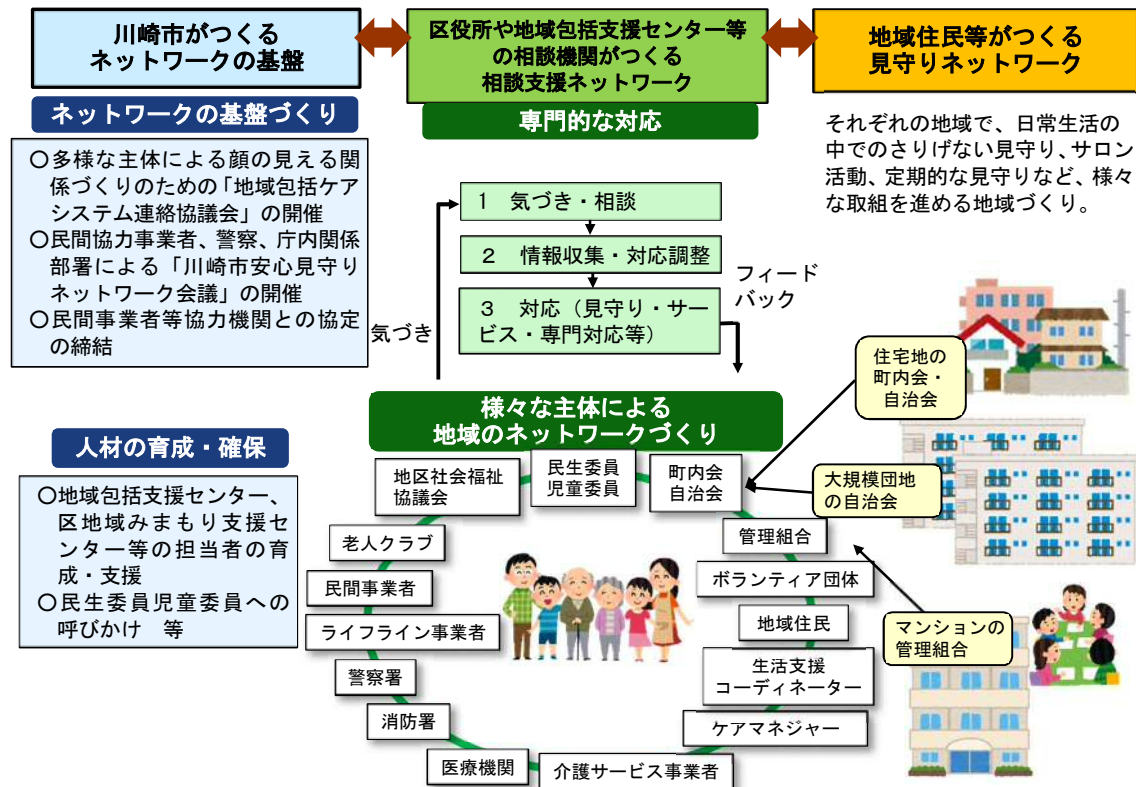 川崎市がつくる
ネットワークの基盤
区役所や地域包括支援センター等
の相談機関がつくる
相談支援ネットワーク
地域住民等がつくる
見守りネットワーク
ネットワークの基盤づくり
〇多様な主体による顔の見える関
係づくりのための「地域包括ケア
システム連絡協議会」の開催
〇民間協力事業者、警察、庁内関係
部署による「川崎市安心見守り
ネットワーク会議」の開催
〇民間事業者等協力機関との協定
の締結
専門的な対応
1 気づき・相談
2 情報収集・対応調整
3 対応（見守り・サー
ビス・専門対応等）
気づき
フィード
バック
それぞれの地域で、日常生活の
中でのさりげない見守り、サロン
活動、定期的な見守りなど、様々
な取組を進める地域づくり。
人材の育成・確保
〇地域包括支援センター、
区地域みまもり支援セ
ンター等の担当者の育
成・支援
〇民生委員児童委員への
呼びかけ 等
様々な主体による
地域のネットワークづくり
地区社会福祉
協議会
民生委員
児童委員
町内会
自治会
管理組合
ボランティア団体
地域住民
生活支援
コーディネーター
ケアマネジャー
介護サービス事業者
医療機関
消防署
警察署
ライフライン事業者
民間事業者
老人クラブ
住宅地の
町内会・
自治会
大規模団地
の自治会
マンションの
管理組合